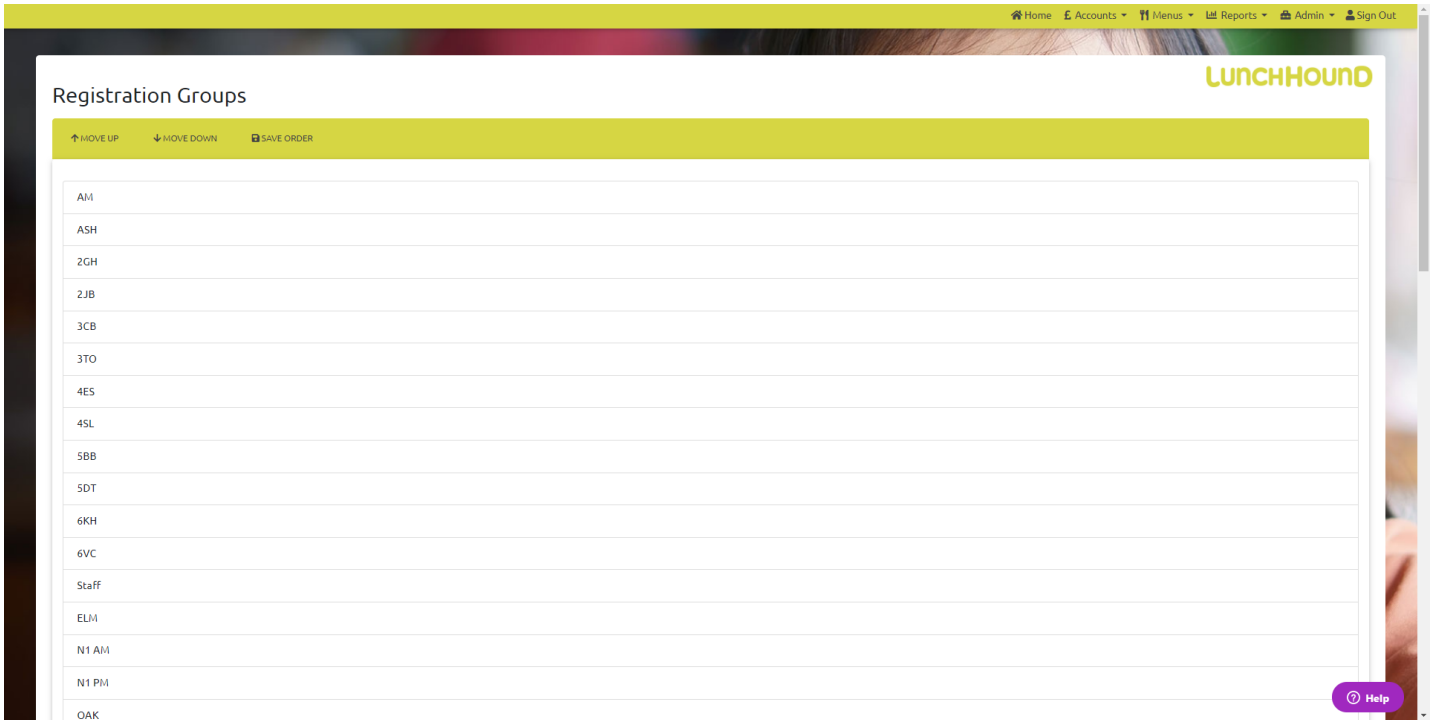 Home £ Accounts Menus Reports Admin Sign Out
LUNCHHOUND
Registration Groups
MOVE UP MOVE DOWN SAVE ORDER
AM
ASH
2GH
2JB
3CB
3TO
4ES
4SL
5BB
5DT
6KH
6VC
Staff
ELM
N1 AM
N1 PM
OAK
Help